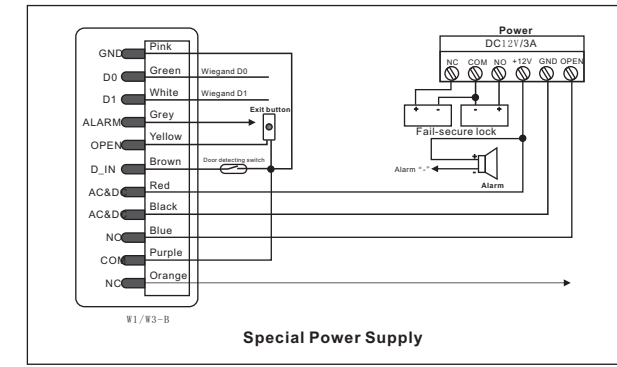 Power
DC12V/3A
NC COM NO +12V GND OPEN
GND Pink
D0 Green Wiegand D0
D1 White Wiegand D1
ALARM Grey Exit button
OPEN Yellow
D_IN Brown Door detecting switch
AC&DC Red
AC&DC Black
NO Blue
COM Purple
NC Orange
+ - - +
Fail-secure lock
+
-
Alarm "-"
Alarm
W1/W3-B
Special Power Supply